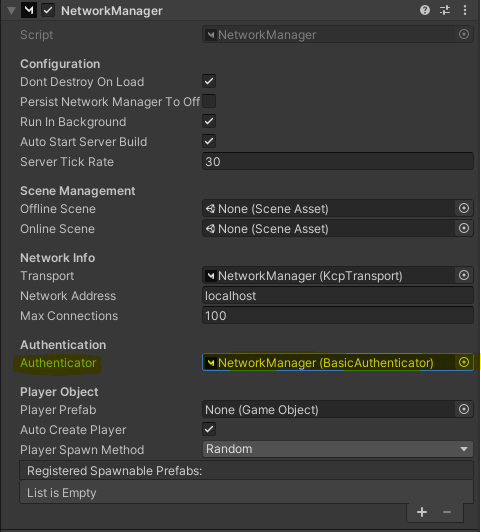 NetworkManager
Script NetworkManager
Configuration
Dont Destroy On Load
Persist Network Manager To Off
Run In Background
Auto Start Server Build
Server Tick Rate 30
Scene Management
Offline Scene None (Scene Asset)
Online Scene None (Scene Asset)
Network Info
Transport NetworkManager (KcpTransport)
Network Address localhost
Max Connections 100
Authentication
Authenticator NetworkManager (BasicAuthenticator)
Player Object
Player Prefab None (Game Object)
Auto Create Player
Player Spawn Method Random
Registered Spawnable Prefabs:
List is Empty